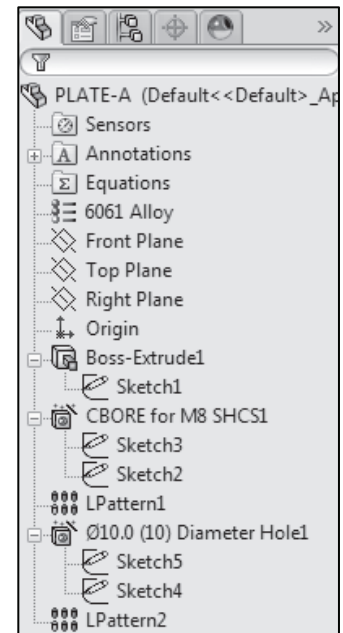 »
PLATE-A (Default<<Default>_Ap
Sensors
A Annotations
Σ Equations
6061 Alloy
Front Plane
Top Plane
Right Plane
Origin
Boss-Extrude1
Sketch1
CBORE for M8 SHCS1
Sketch3
Sketch2
LPattern1
Ø10.0 (10) Diameter Hole1
Sketch5
Sketch4
LPattern2